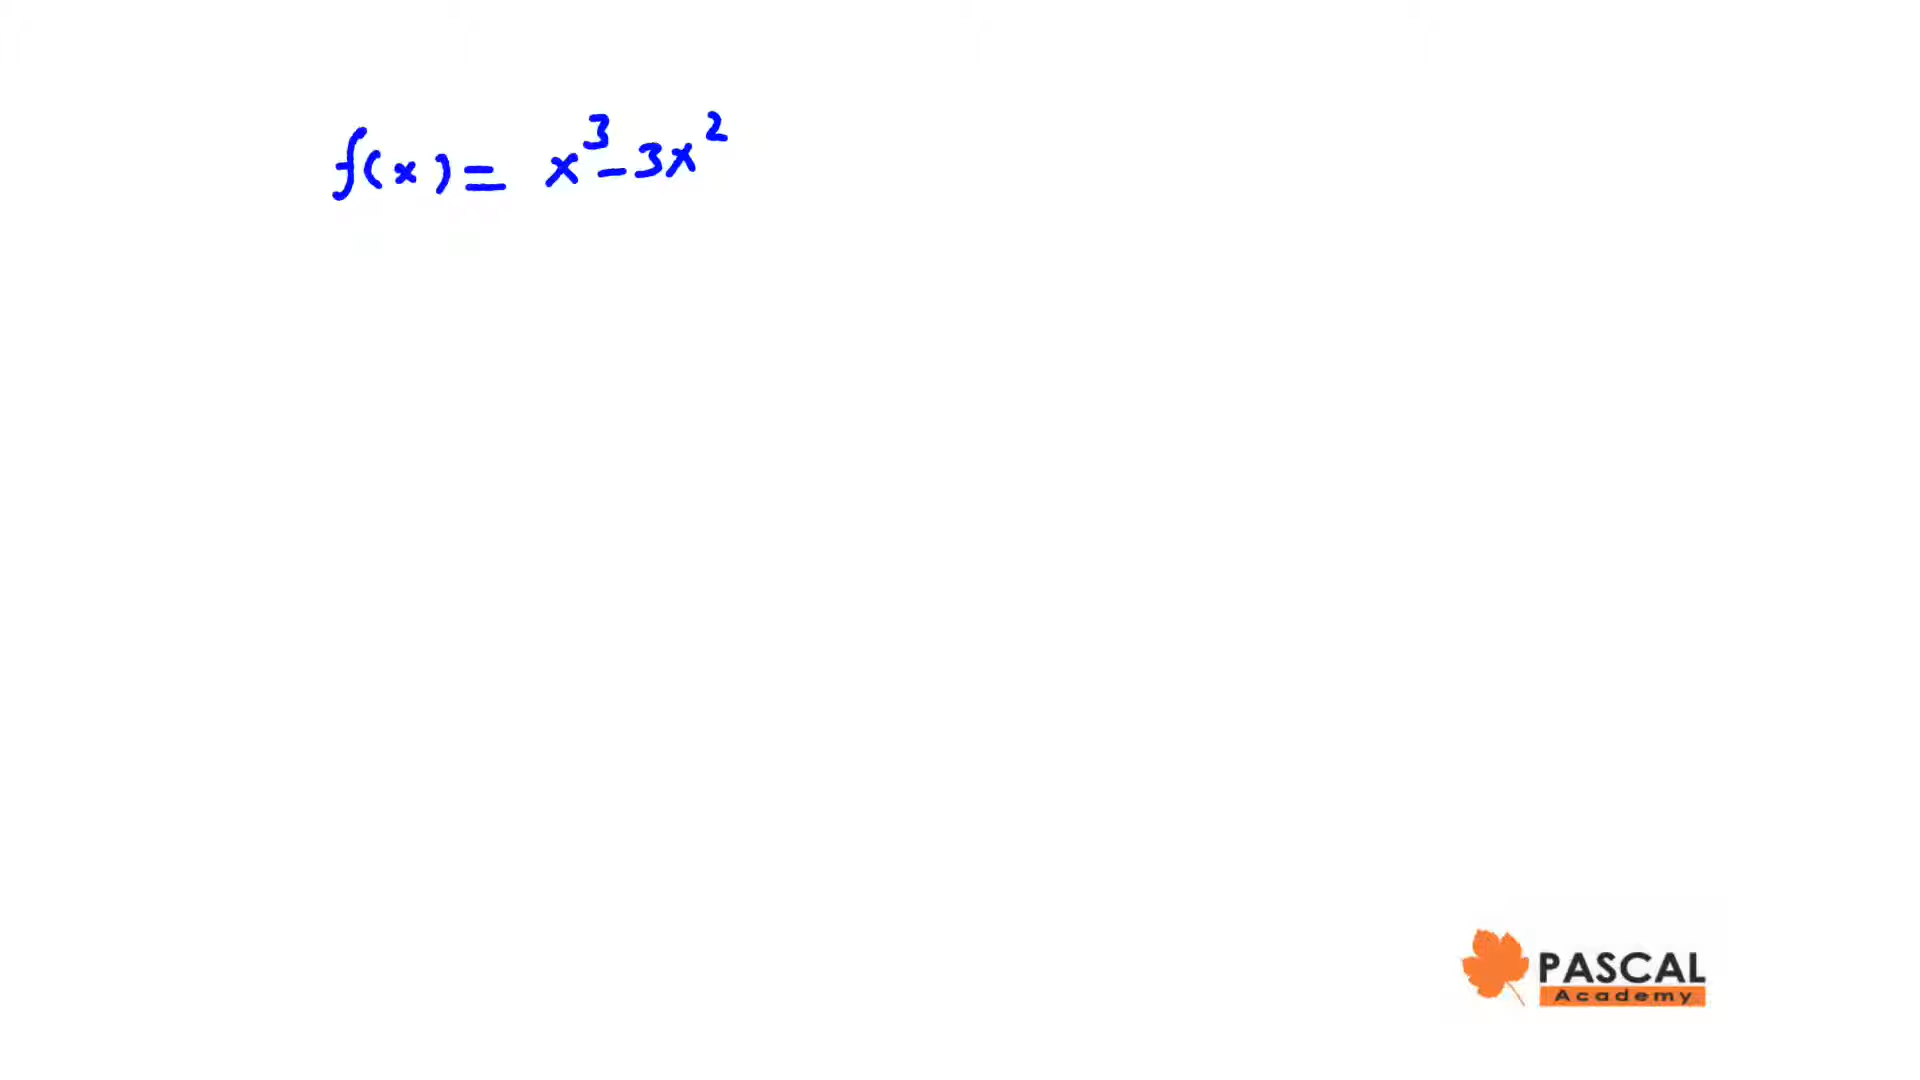 f(x) = x³ - 3x²
PASCAL
Academy